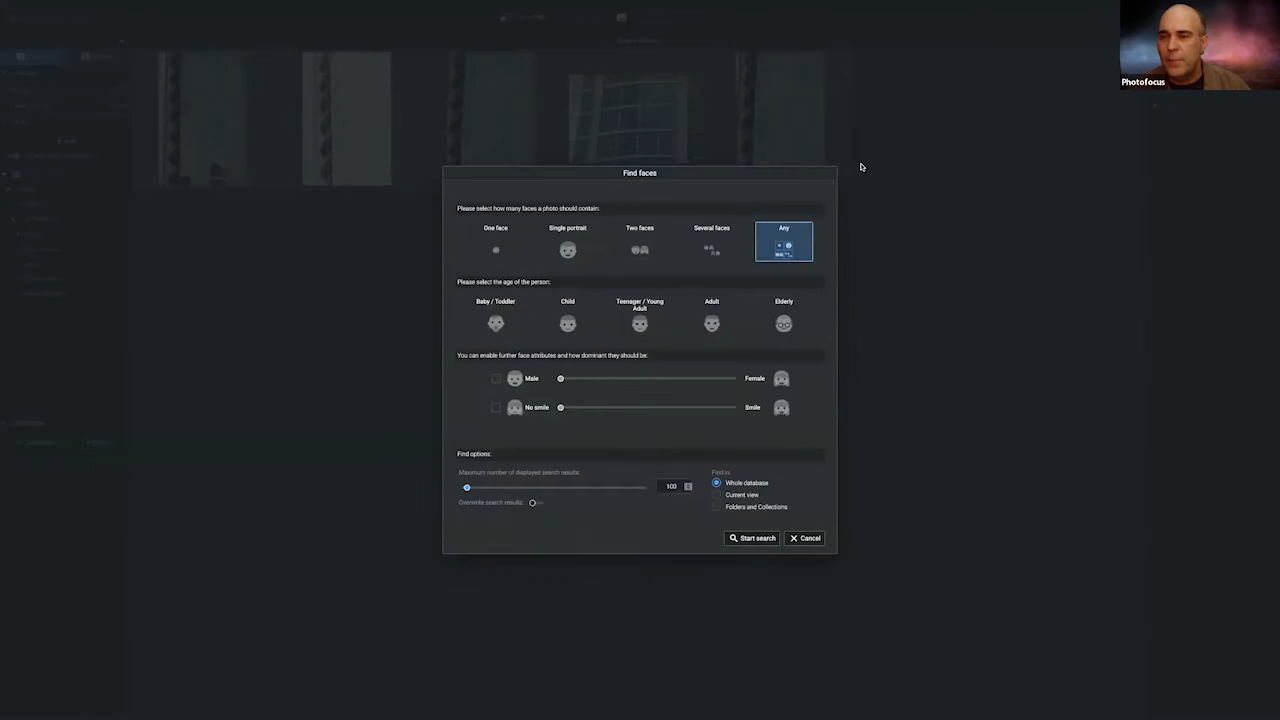 Photofocus
Find faces
Please select how many faces a photo should contain:
One face
Single portrait
Two faces
Several faces
Any
Please select the age of the person:
Baby / Toddler
Child
Teenager / Young
Adult
Adult
Elderly
You can enable further face attributes and how dominant they should be:
Male
Female
No smile
Smile
Find options:
Maximum number of displayed search results:
100
Overwrite search results:
Find in:
Whole database
Current view
Folders and Collections
Start search
Cancel